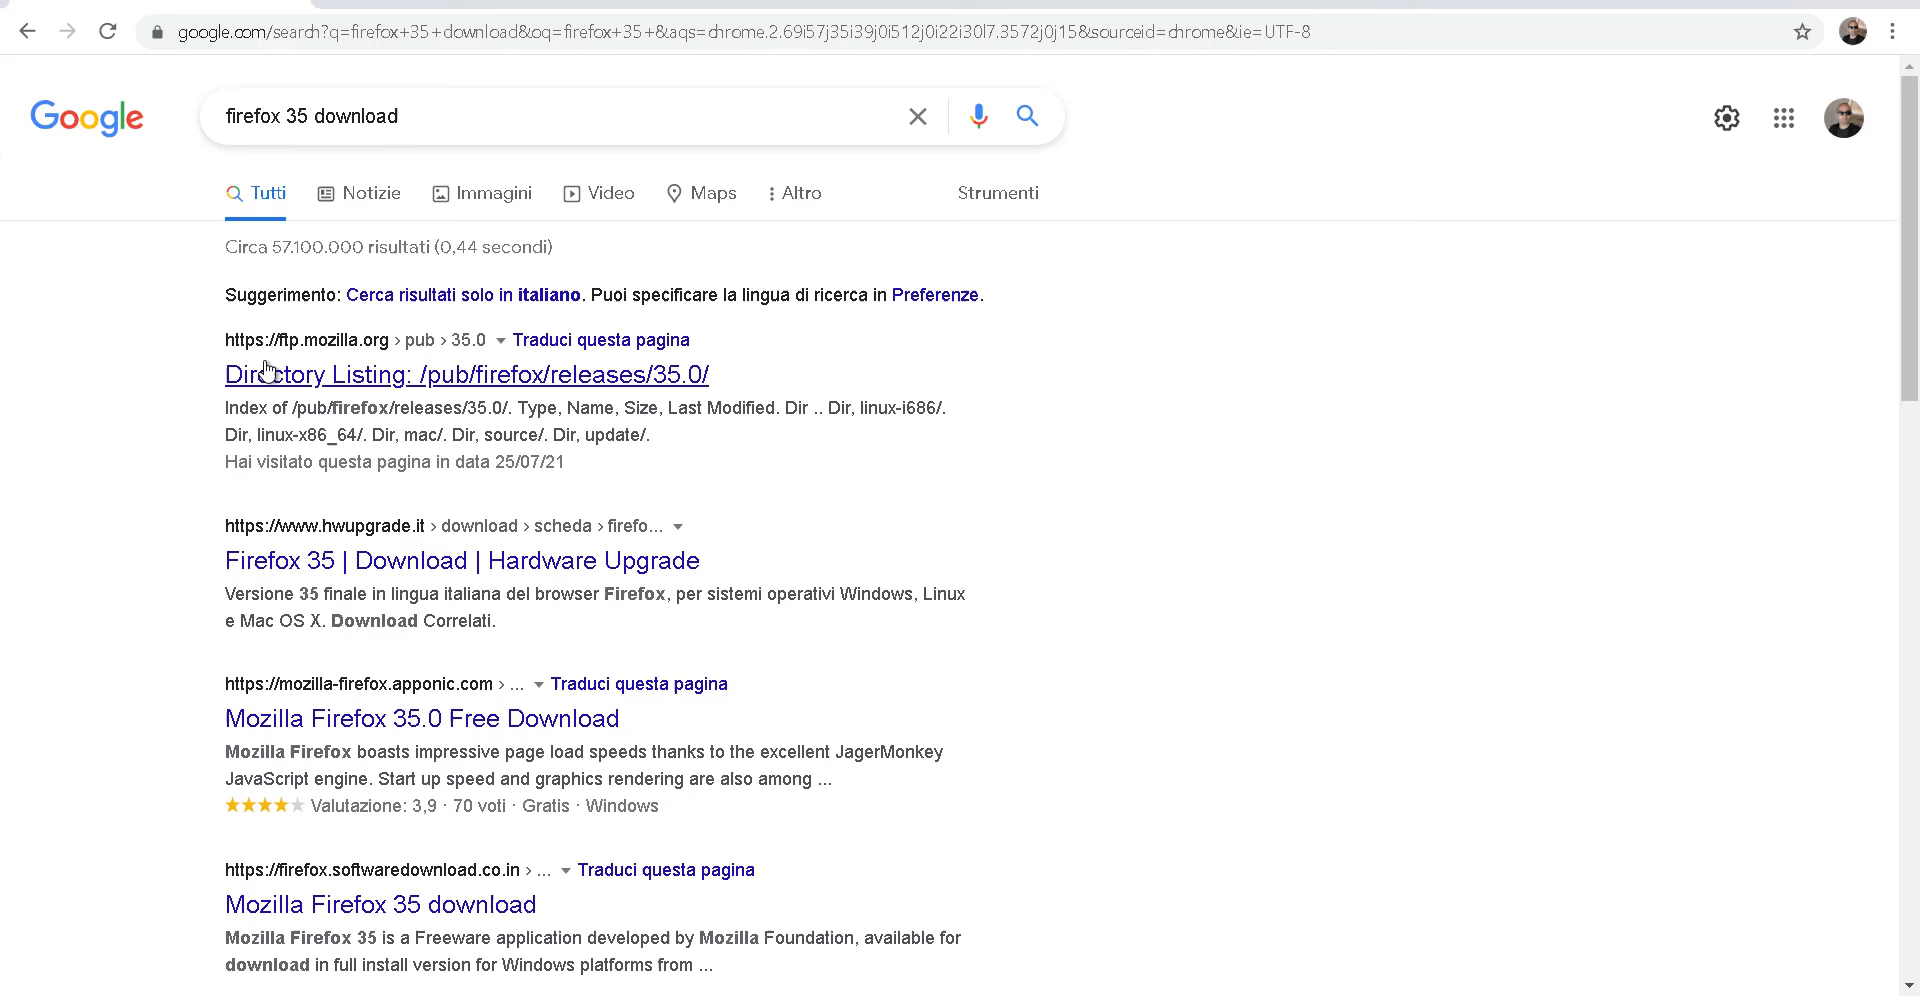 google.com/search?q=firefox+35+download&oq=firefox+35+&aqs=chrome.2.69i57j35i39j0i512j0i22i30l7.3572j0j15&sourceid=chrome&ie=UTF-8
Google
firefox 35 download
Tutti
Notizie
Immagini
Video
Maps
Altro
Strumenti
Circa 57.100.000 risultati (0,44 secondi)
Suggerimento: Cerca risultati solo in italiano. Puoi specificare la lingua di ricerca in Preferenze.
https://ftp.mozilla.org › pub › 35.0 Traduci questa pagina
Directory Listing: /pub/firefox/releases/35.0/
Index of /pub/firefox/releases/35.0/. Type, Name, Size, Last Modified. Dir .. Dir, linux-i686/.
Dir, linux-x86_64/. Dir, mac/. Dir, source/. Dir, update/.
Hai visitato questa pagina in data 25/07/21
https://www.hwupgrade.it › download › scheda › firefo...
Firefox 35 | Download | Hardware Upgrade
Versione 35 finale in lingua italiana del browser Firefox, per sistemi operativi Windows, Linux
e Mac OS X. Download Correlati.
https://mozilla-firefox.apponic.com › ... Traduci questa pagina
Mozilla Firefox 35.0 Free Download
Mozilla Firefox boasts impressive page load speeds thanks to the excellent JagerMonkey
JavaScript engine. Start up speed and graphics rendering are also among ...
Valutazione: 3,9 · 70 voti · Gratis · Windows
https://firefox.softwaredownload.co.in › ... Traduci questa pagina
Mozilla Firefox 35 download
Mozilla Firefox 35 is a Freeware application developed by Mozilla Foundation, available for
download in full install version for Windows platforms from ...